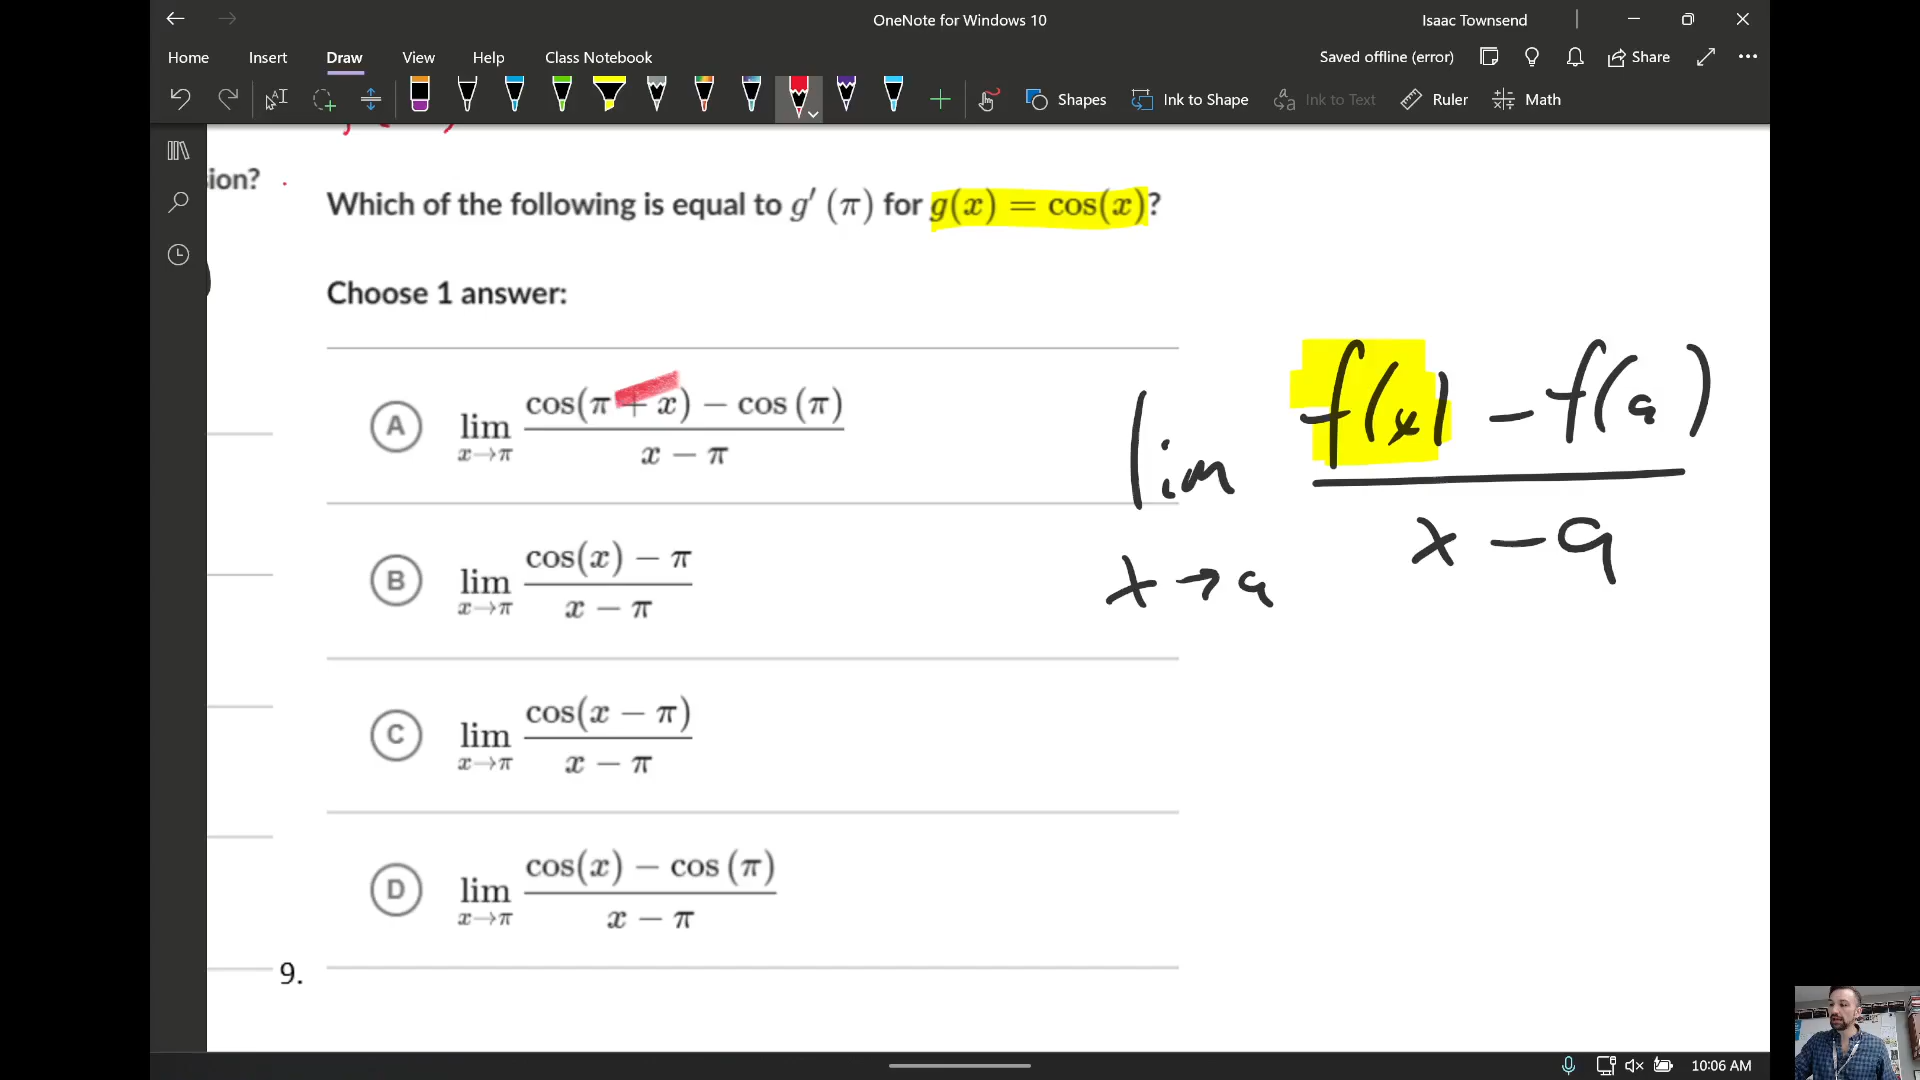 OneNote for Windows 10
Isaac Townsend
Home Insert Draw View Help Class Notebook
Saved offline (error)
Share
Shapes
Ink to Shape
Ink to Text
Ruler
Math
ion?
Which of the following is equal to g′ (π) for g(x) = cos(x)?
Choose 1 answer:
A lim x→π cos(π + x) − cos (π) / x − π
B lim x→π cos(x) − π / x − π
C lim x→π cos(x − π) / x − π
D lim x→π cos(x) − cos (π) / x − π
9.
lim x→a f(x) − f(a) / x − a
10:06 AM